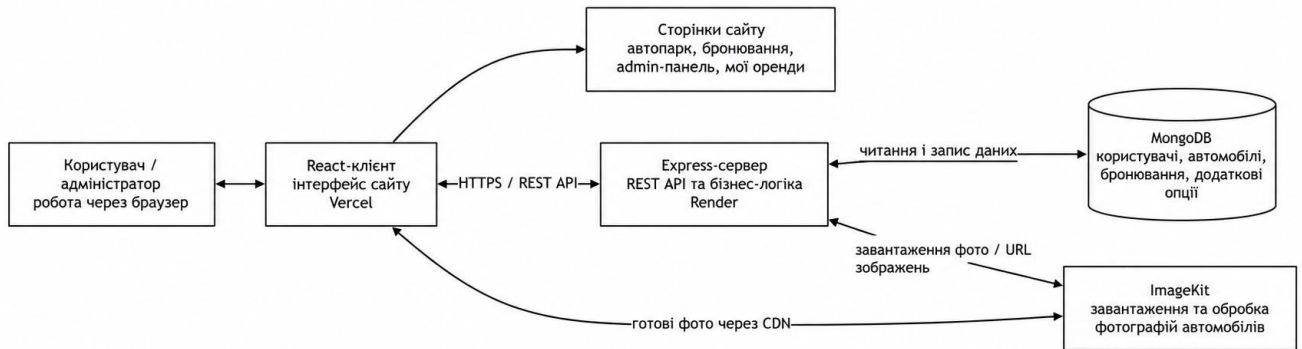 Сторінки сайту
автопарк, бронювання,
admin-панель, мої оренди
Користувач /
адміністратор
робота через браузер
React-клієнт
інтерфейс сайту
Vercel
HTTPS / REST API
Express-сервер
REST API та бізнес-логіка
Render
читання і запис даних
MongoDB
користувачі, автомобілі,
бронювання, додаткові
опції
завантаження фото / URL
зображень
ImageKit
завантаження та обробка
фотографій автомобілів
готові фото через CDN